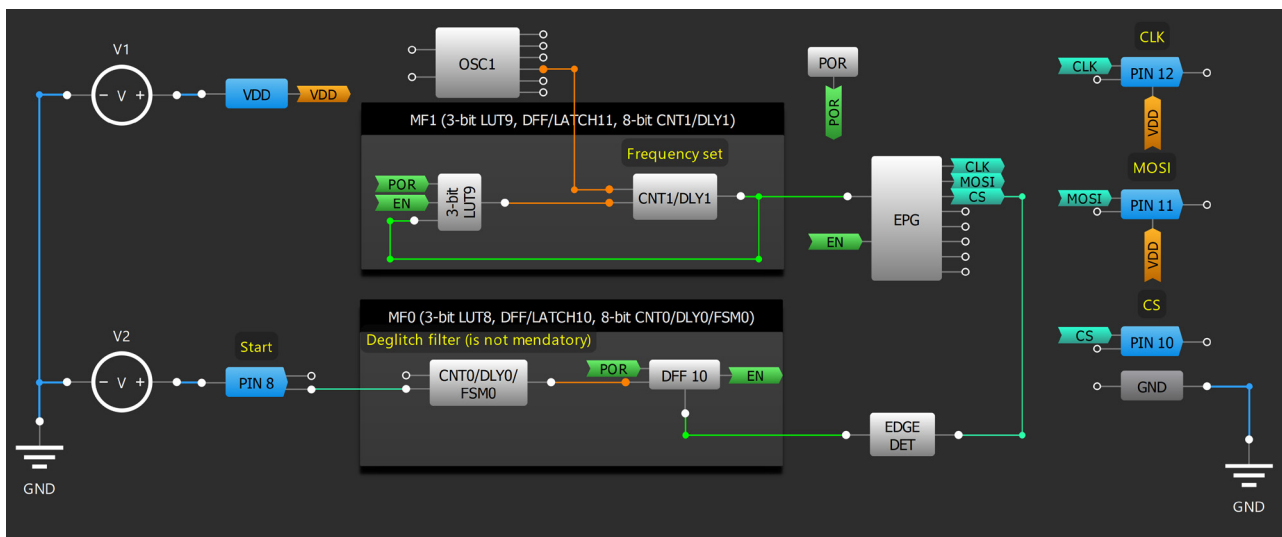 V1
− V +
VDD
VDD
OSC1
MF1 (3-bit LUT9, DFF/LATCH11, 8-bit CNT1/DLY1)
POR
EN
3-bit
LUT9
Frequency set
CNT1/DLY1
POR
POR
EPG
EN
CLK
MOSI
CS
CLK
CLK
PIN 12
VDD
MOSI
MOSI
PIN 11
VDD
CS
CS
PIN 10
GND
GND
V2
− V +
Start
PIN 8
GND
MF0 (3-bit LUT8, DFF/LATCH10, 8-bit CNT0/DLY0/FSM0)
Deglitch filter (is not mendatory)
CNT0/DLY0/
FSM0
POR
DFF 10
EN
EDGE
DET